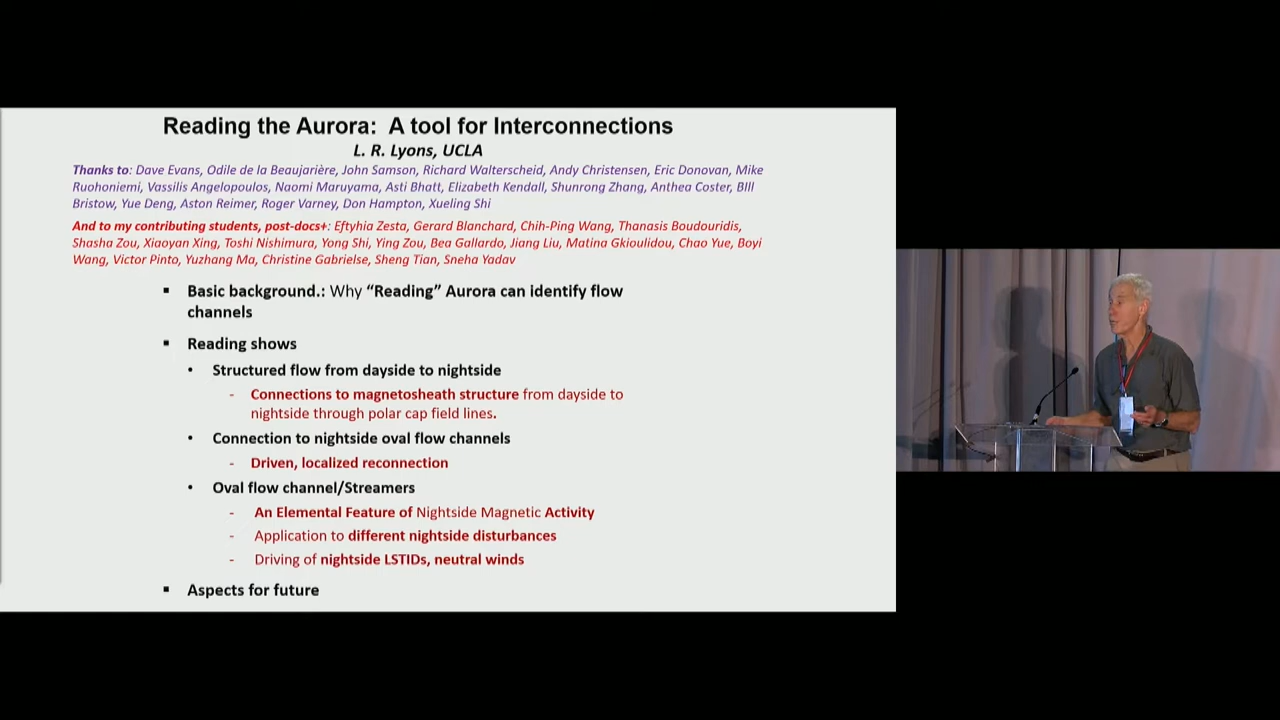 Reading the Aurora:  A tool for Interconnections
L. R. Lyons, UCLA
Thanks to: Dave Evans, Odile de la Beaujarière, John Samson, Richard Walterscheid, Andy Christensen, Eric Donovan, Mike
Ruohoniemi, Vassilis Angelopoulos, Naomi Maruyama, Asti Bhatt, Elizabeth Kendall, Shunrong Zhang, Anthea Coster, BIll
Bristow, Yue Deng, Aston Reimer, Roger Varney, Don Hampton, Xueling Shi
And to my contributing students, post-docs+: Eftyhia Zesta, Gerard Blanchard, Chih-Ping Wang, Thanasis Boudouridis,
Shasha Zou, Xiaoyan Xing, Toshi Nishimura, Yong Shi, Ying Zou, Bea Gallardo, Jiang Liu, Matina Gkioulidou, Chao Yue, Boyi
Wang, Victor Pinto, Yuzhang Ma, Christine Gabrielse, Sheng Tian, Sneha Yadav
▪ Basic background.: Why “Reading” Aurora can identify flow
channels
▪ Reading shows
• Structured flow from dayside to nightside
- Connections to magnetosheath structure from dayside to
nightside through polar cap field lines.
• Connection to nightside oval flow channels
- Driven, localized reconnection
• Oval flow channel/Streamers
- An Elemental Feature of Nightside Magnetic Activity
- Application to different nightside disturbances
- Driving of nightside LSTIDs, neutral winds
▪ Aspects for future